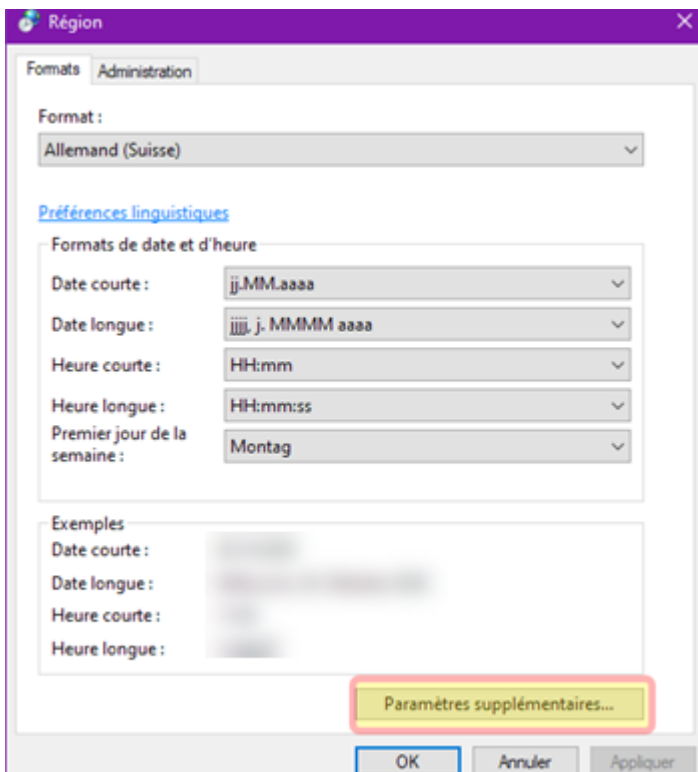 Région
Formats Administration
Format :
Allemand (Suisse)
Préférences linguistiques
Formats de date et d'heure
Date courte : jj.MM.aaaa
Date longue : jjjj, j. MMMM aaaa
Heure courte : HH:mm
Heure longue : HH:mm:ss
Premier jour de la
semaine : Montag
Exemples
Date courte :
Date longue :
Heure courte :
Heure longue :
Paramètres supplémentaires...
OK Annuler Appliquer